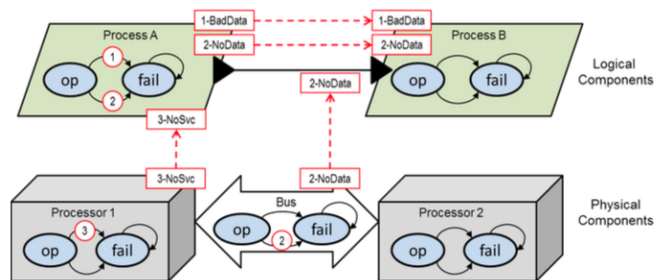 1-BadData
1-BadData
Process A
2-NoData
2-NoData
Process B
1
op
fail
2
op
fail
2-NoData
Logical
Components
3-NoSvc
3-NoSvc
2-NoData
Processor 1
Bus
Processor 2
Physical
Components
3
op
fail
op
fail
2
op
fail